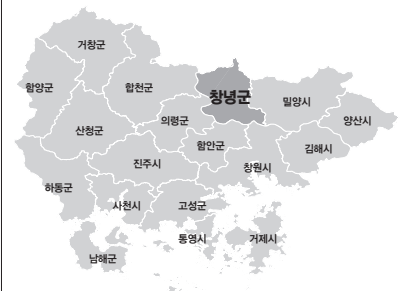 거창군
함양군
합천군
창녕군
밀양시
양산시
의령군
산청군
함안군
김해시
진주시
창원시
하동군
사천시
고성군
통영시
거제시
남해군